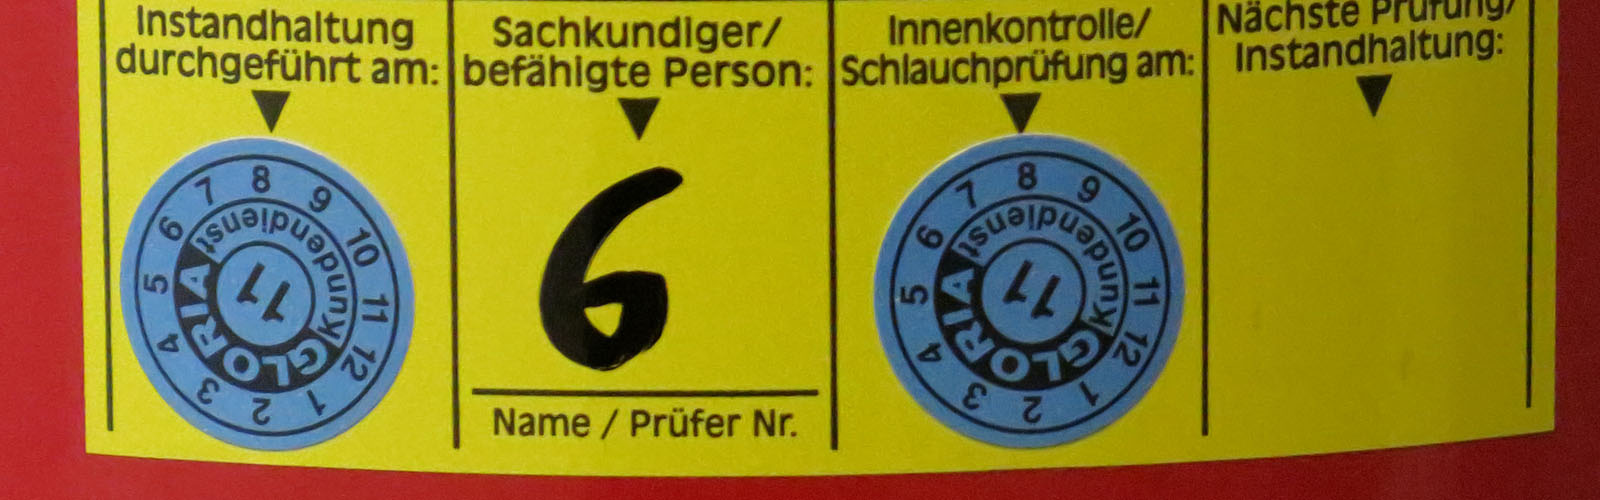 Instandhaltung
durchgeführt am:
Sachkundiger/
befähigte Person:
Innenkontrolle/
Schlauchprüfung am:
Nächste Prüfung/
Instandhaltung:
1 2 3 4 5 6 7 8 9 10 11 12
GLORIA Kundendienst
11
6
Name / Prüfer Nr.
1 2 3 4 5 6 7 8 9 10 11 12
GLORIA Kundendienst
11